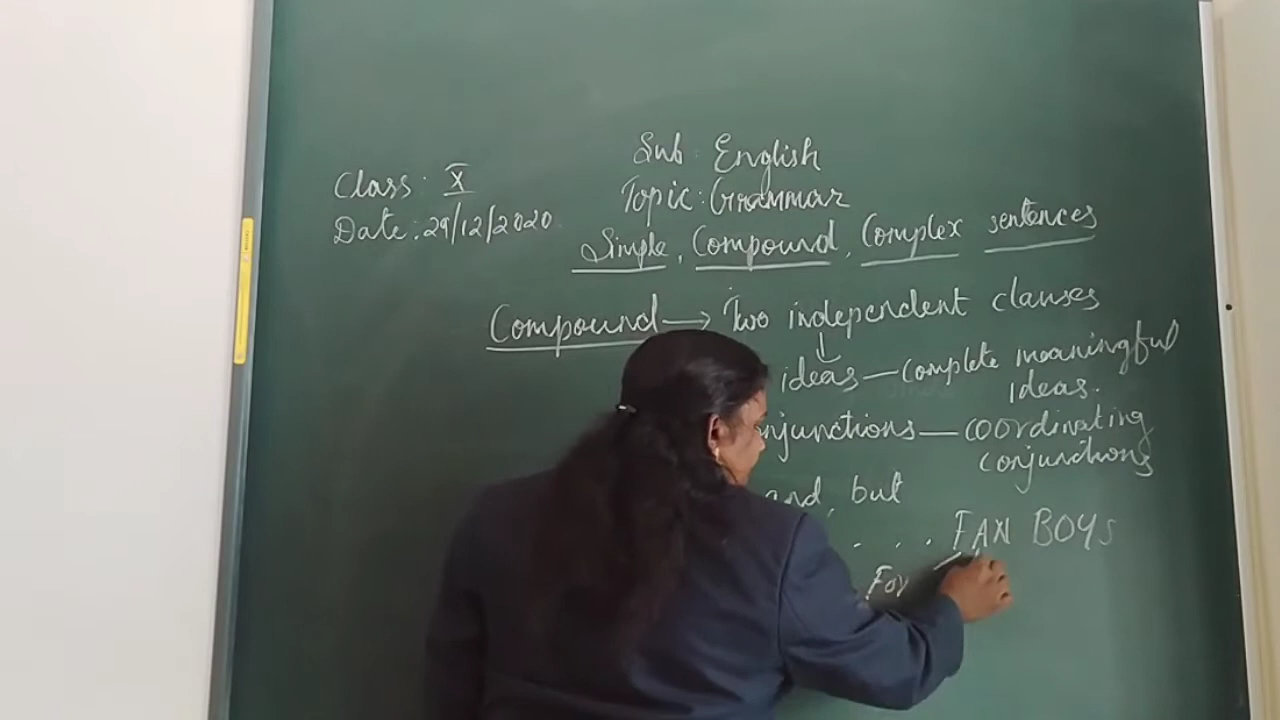 Sub: English
Class: X
Topic: Grammar
Date: 29/12/2020
Simple, Compound, Complex sentences
Compound → Two independent clauses
ideas — complete meaningful
ideas.
njunctions — coordinating
conjunctions
and, but
. . . FAN BOYS
For